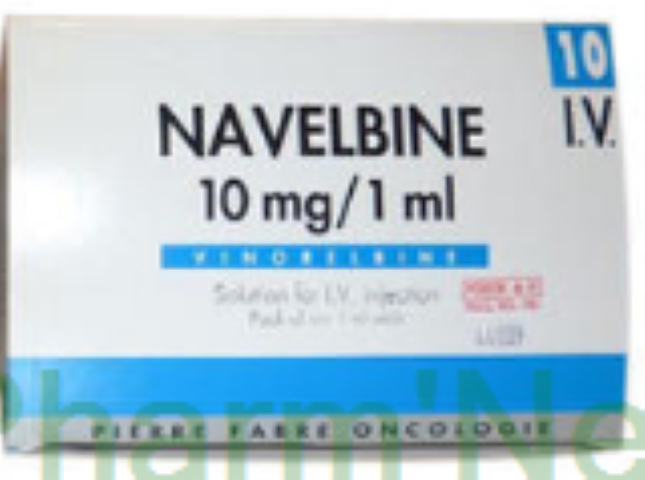 10
I.V.
NAVELBINE
10 mg/1 ml
VINORELBINE
Solution for I.V. injection
PIERRE FABRE ONCOLOGIE
Pharm'Ne